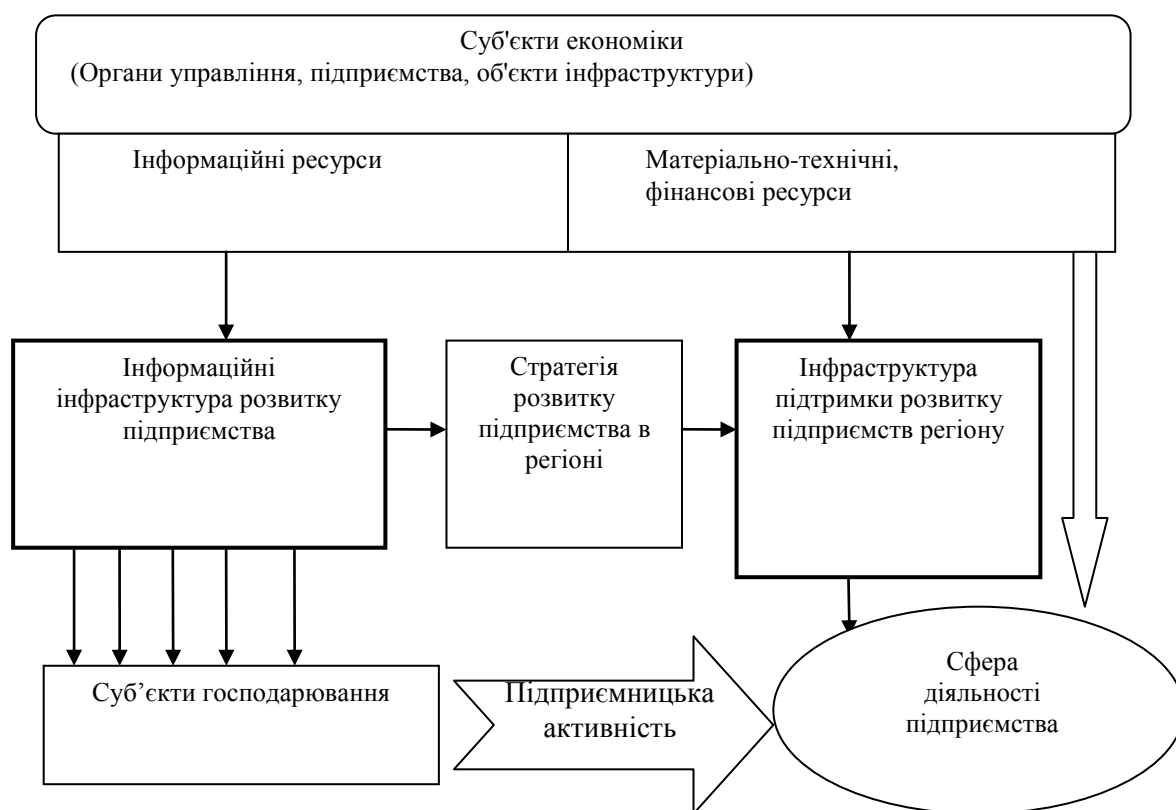 Суб'єкти економіки
(Органи управління, підприємства, об'єкти інфраструктури)
Інформаційні ресурси
Матеріально-технічні,
фінансові ресурси
Інформаційні
інфраструктура розвитку
підприємства
Стратегія
розвитку
підприємства в
регіоні
Інфраструктура
підтримки розвитку
підприємств регіону
Суб’єкти господарювання
Підприємницька
активність
Сфера
діяльності
підприємства